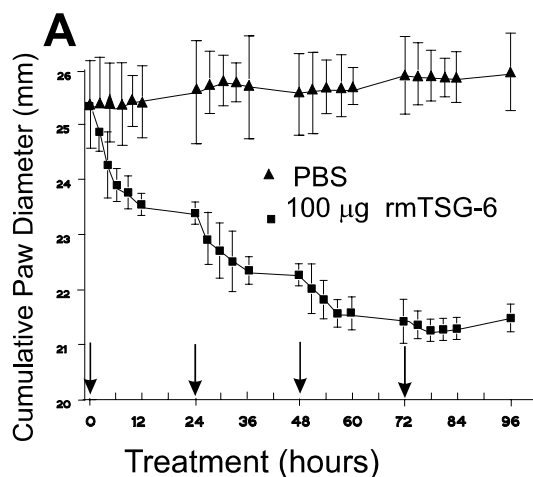 A
Cumulative Paw Diameter (mm)
26
25
24
23
22
21
20
PBS
100 µg rmTSG-6
0 12 24 36 48 60 72 84 96
Treatment (hours)